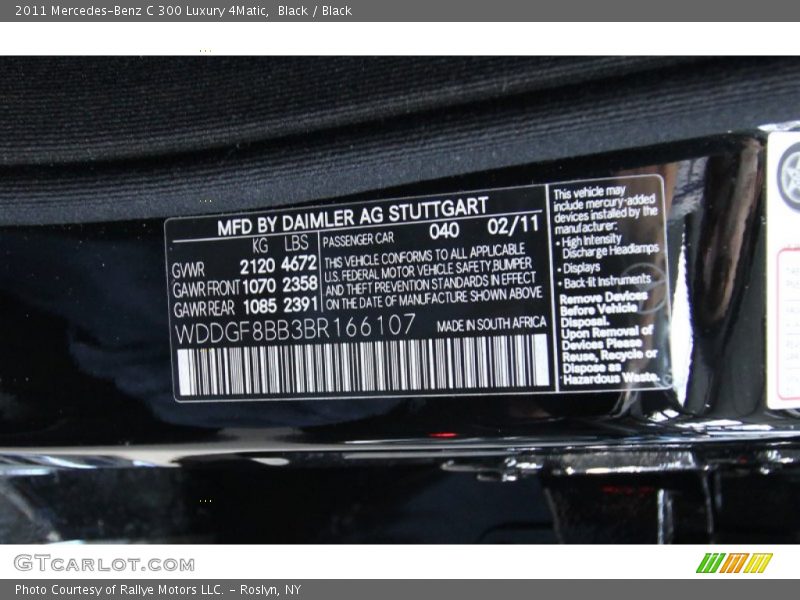 2011 Mercedes-Benz C 300 Luxury 4Matic, Black / Black
MFD BY DAIMLER AG STUTTGART
KG LBS
GVWR 2120 4672
GAWR FRONT 1070 2358
GAWR REAR 1085 2391
PASSENGER CAR 040 02/11
THIS VEHICLE CONFORMS TO ALL APPLICABLE
U.S. FEDERAL MOTOR VEHICLE SAFETY, BUMPER
AND THEFT PREVENTION STANDARDS IN EFFECT
ON THE DATE OF MANUFACTURE SHOWN ABOVE
WDDGF8BB3BR166107 MADE IN SOUTH AFRICA
This vehicle may
include mercury-added
devices installed by the
manufacturer:
• High Intensity
Discharge Headlamps
• Displays
• Back-lit Instruments
Remove Devices
Before Vehicle
Disposal.
Upon Removal of
Devices Please
Reuse, Recycle or
Dispose as
Hazardous Waste.
GTCARLOT.COM
Photo Courtesy of Rallye Motors LLC. - Roslyn, NY